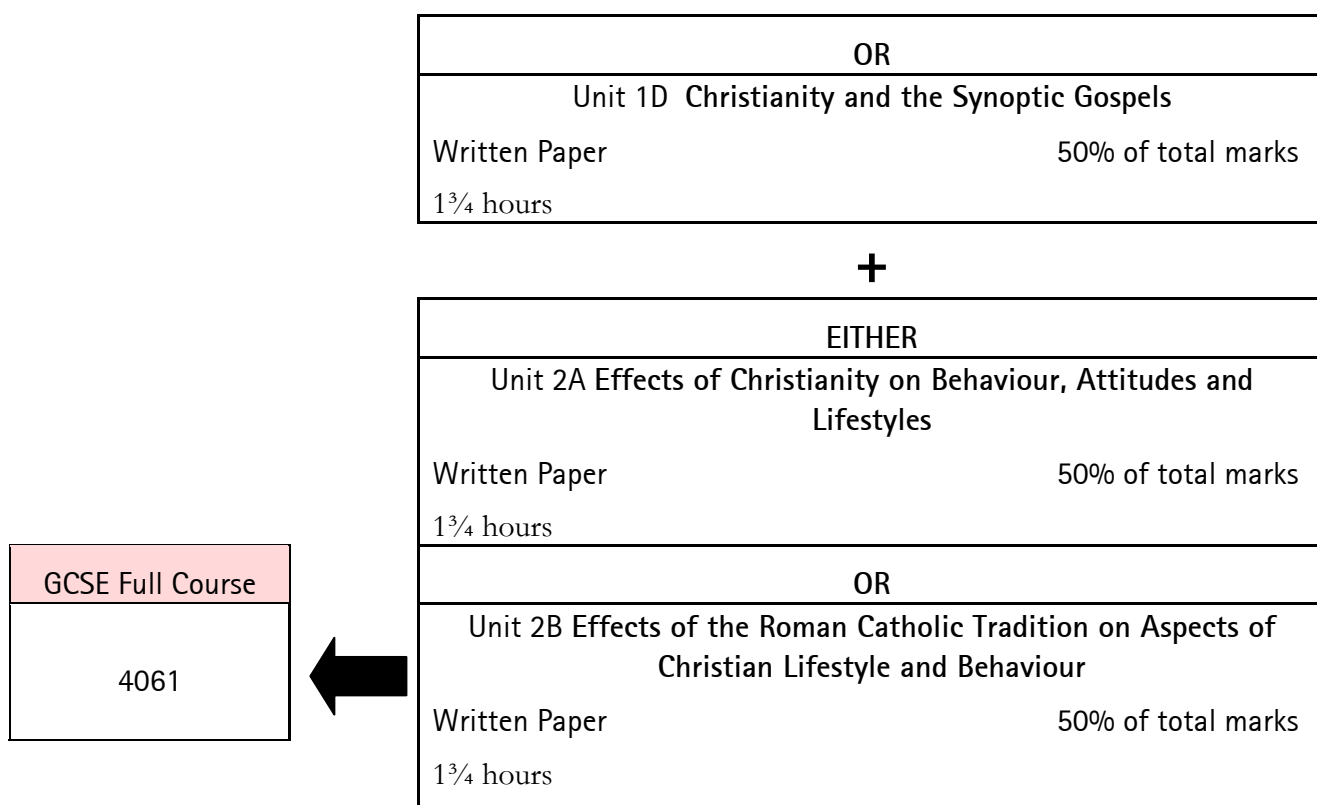 OR
Unit 1D Christianity and the Synoptic Gospels
Written Paper 50% of total marks
1¾ hours
+
EITHER
Unit 2A Effects of Christianity on Behaviour, Attitudes and
Lifestyles
Written Paper 50% of total marks
1¾ hours
GCSE Full Course
4061
OR
Unit 2B Effects of the Roman Catholic Tradition on Aspects of
Christian Lifestyle and Behaviour
Written Paper 50% of total marks
1¾ hours